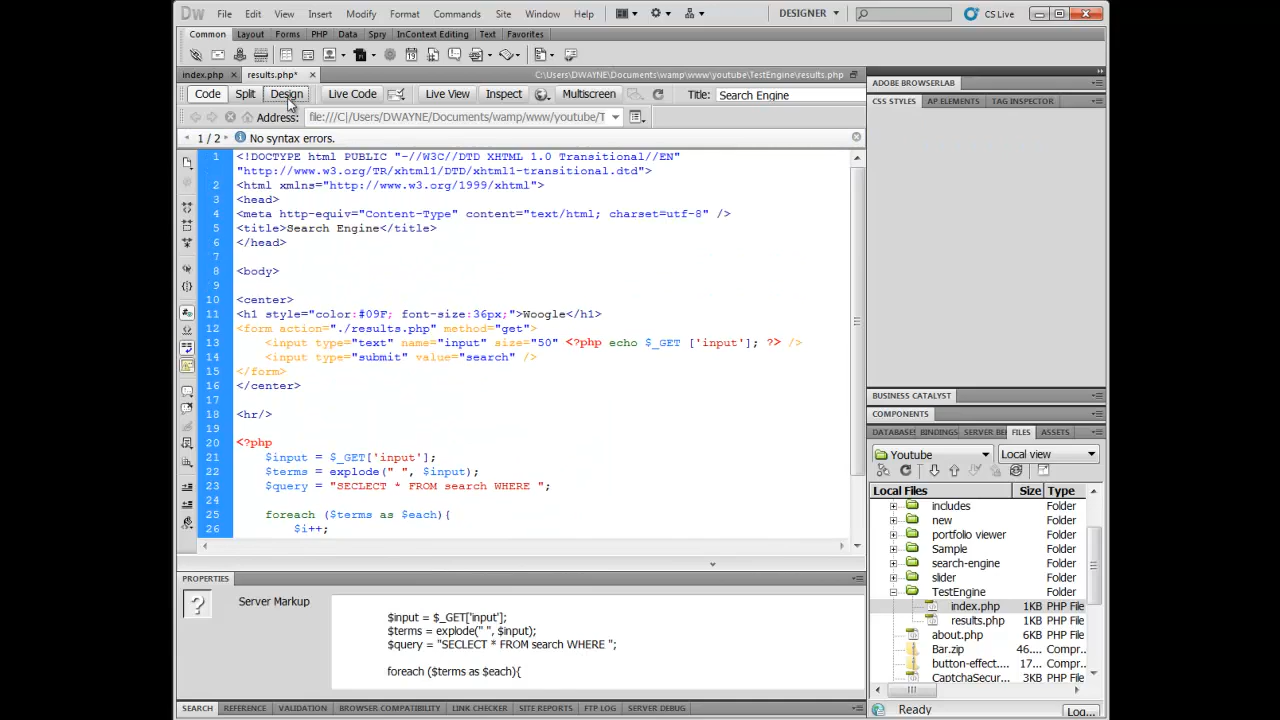 Dw File Edit View Insert Modify Format Commands Site Window Help DESIGNER CS Live
Common Layout Forms PHP Data Spry InContext Editing Text Favorites
index.php results.php* C:\Users\DWAYNE\Documents\wamp\www\youtube\TestEngine\results.php
Code Split Design Live Code Live View Inspect Multiscreen Title: Search Engine
Address: file:///C|/Users/DWAYNE/Documents/wamp/www/youtube/T
1 / 2 No syntax errors.
1 <!DOCTYPE html PUBLIC "-//W3C//DTD XHTML 1.0 Transitional//EN"
"http://www.w3.org/TR/xhtml1/DTD/xhtml1-transitional.dtd">
2 <html xmlns="http://www.w3.org/1999/xhtml">
3 <head>
4 <meta http-equiv="Content-Type" content="text/html; charset=utf-8" />
5 <title>Search Engine</title>
6 </head>
7
8 <body>
9
10 <center>
11 <h1 style="color:#09F; font-size:36px;">Woogle</h1>
12 <form action="./results.php" method="get">
13 <input type="text" name="input" size="50" <?php echo $_GET ['input']; ?> />
14 <input type="submit" value="search" />
15 </form>
16 </center>
17
18 <hr/>
19
20 <?php
21 $input = $_GET['input'];
22 $terms = explode(" ", $input);
23 $query = "SECLECT * FROM search WHERE ";
24
25 foreach ($terms as $each){
26 $i++;
PROPERTIES
Server Markup
$input = $_GET['input'];
$terms = explode(" ", $input);
$query = "SECLECT * FROM search WHERE ";
foreach ($terms as $each){
SEARCH REFERENCE VALIDATION BROWSER COMPATIBILITY LINK CHECKER SITE REPORTS FTP LOG SERVER DEBUG
ADOBE BROWSERLAB
CSS STYLES AP ELEMENTS TAG INSPECTOR
BUSINESS CATALYST
COMPONENTS
DATABASE BINDINGS SERVER BE FILES ASSETS
Youtube Local view
Local Files Size Type
includes Folder
new Folder
portfolio viewer Folder
Sample Folder
search-engine Folder
slider Folder
TestEngine Folder
index.php 1KB PHP File
results.php 1KB PHP File
about.php 6KB PHP File
Bar.zip 46.... Compr...
button-effect.... 17... Compr...
CaptchaSecur... 1KB PHP File
Ready Log...